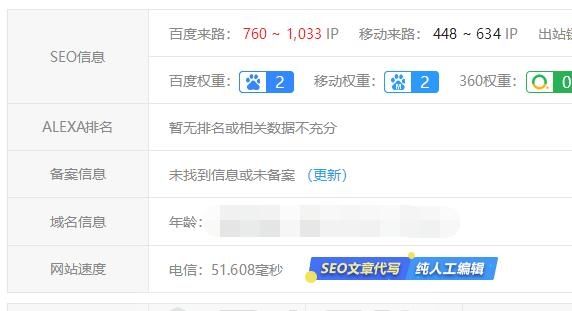 SEO信息
百度来路： 760 ~ 1,033 IP 移动来路： 448 ~ 634 IP 出站链
百度权重： 2 移动权重： 2 360权重： 0
ALEXA排名 暂无排名或相关数据不充分
备案信息 未找到信息或未备案 （更新）
域名信息 年龄：
网站速度 电信：51.608毫秒 SEO文章代写 纯人工编辑